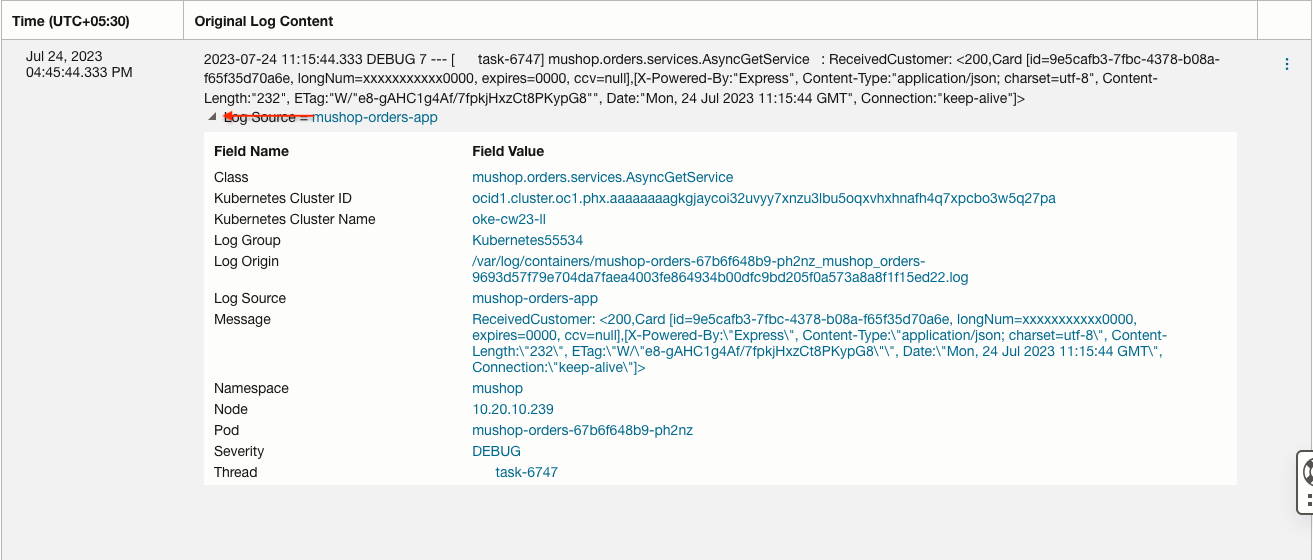 Time (UTC+05:30) Original Log Content
Jul 24, 2023
04:45:44.333 PM
2023-07-24 11:15:44.333 DEBUG 7 --- [ task-6747] mushop.orders.services.AsyncGetService : ReceivedCustomer: <200,Card [id=9e5cafb3-7fbc-4378-b08a-
f65f35d70a6e, longNum=xxxxxxxxxxx0000, expires=0000, ccv=null],[X-Powered-By:"Express", Content-Type:"application/json; charset=utf-8", Content-
Length:"232", ETag:"W/"e8-gAHC1g4Af/7fpkjHxzCt8PKypG8"", Date:"Mon, 24 Jul 2023 11:15:44 GMT", Connection:"keep-alive"]>
Log Source = mushop-orders-app
Field Name Field Value
Class mushop.orders.services.AsyncGetService
Kubernetes Cluster ID ocid1.cluster.oc1.phx.aaaaaaaagkgjaycoi32uvyy7xnzu3lbu5oqxvhxhnafh4q7xpcbo3w5q27pa
Kubernetes Cluster Name oke-cw23-ll
Log Group Kubernetes55534
Log Origin /var/log/containers/mushop-orders-67b6f648b9-ph2nz_mushop_orders-
9693d57f79e704da7faea4003fe864934b00dfc9bd205f0a573a8a8f1f15ed22.log
Log Source mushop-orders-app
Message ReceivedCustomer: <200,Card [id=9e5cafb3-7fbc-4378-b08a-f65f35d70a6e, longNum=xxxxxxxxxxx0000,
expires=0000, ccv=null],[X-Powered-By:\"Express\", Content-Type:\"application/json; charset=utf-8\", Content-
Length:\"232\", ETag:\"W/\"e8-gAHC1g4Af/7fpkjHxzCt8PKypG8\"\", Date:\"Mon, 24 Jul 2023 11:15:44 GMT\",
Connection:\"keep-alive\"]>
Namespace mushop
Node 10.20.10.239
Pod mushop-orders-67b6f648b9-ph2nz
Severity DEBUG
Thread task-6747